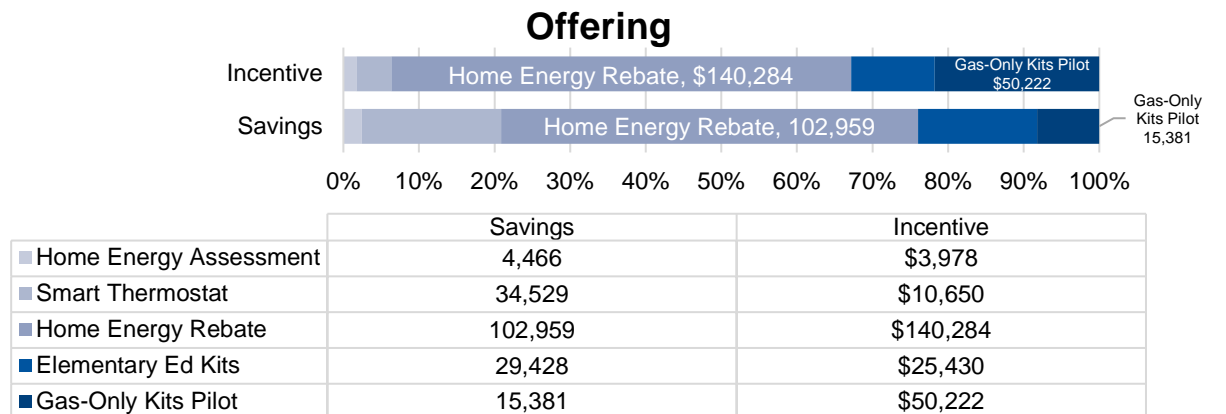 Offering
Incentive
Home Energy Rebate, $140,284
Gas-Only Kits Pilot
$50,222
Savings
Home Energy Rebate, 102,959
Gas-Only
Kits Pilot
15,381
0% 10% 20% 30% 40% 50% 60% 70% 80% 90% 100%
Savings Incentive
Home Energy Assessment 4,466 $3,978
Smart Thermostat 34,529 $10,650
Home Energy Rebate 102,959 $140,284
Elementary Ed Kits 29,428 $25,430
Gas-Only Kits Pilot 15,381 $50,222